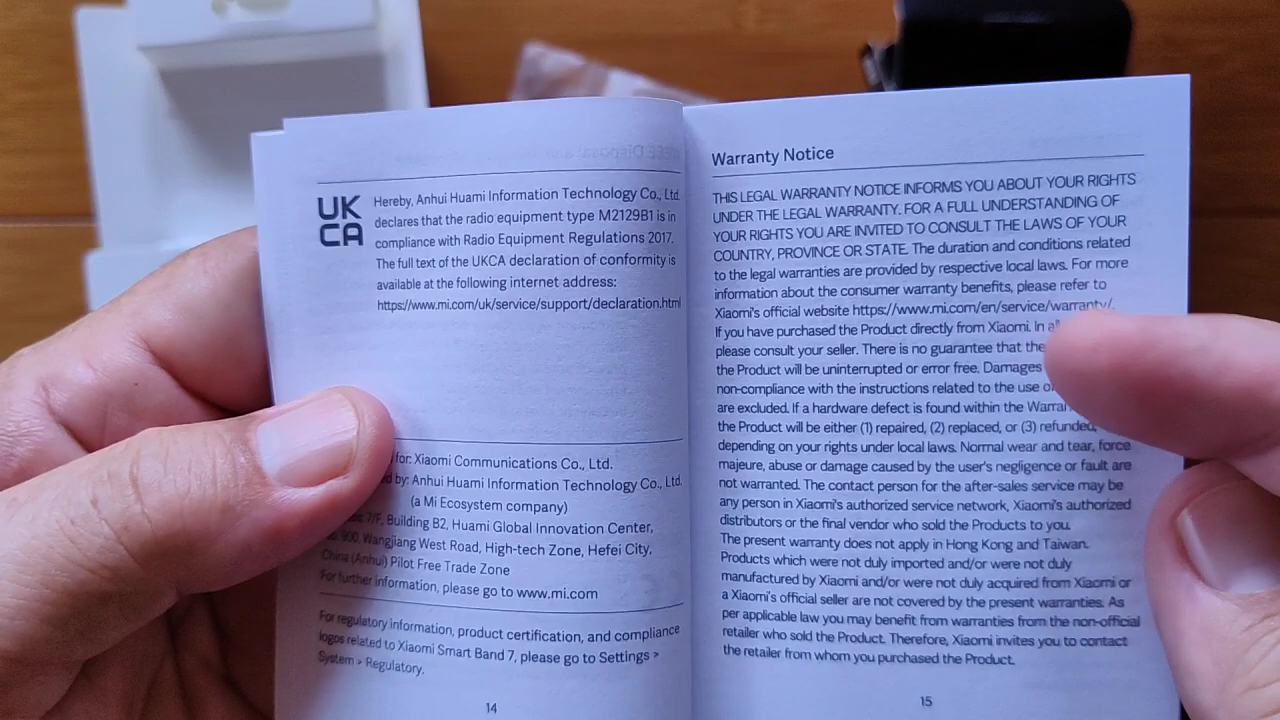 UK
CA
Hereby, Anhui Huami Information Technology Co., Ltd.
declares that the radio equipment type M2129B1 is in
compliance with Radio Equipment Regulations 2017.
The full text of the UKCA declaration of conformity is
available at the following internet address:
https://www.mi.com/uk/service/support/declaration.html
for: Xiaomi Communications Co., Ltd.
by: Anhui Huami Information Technology Co., Ltd.
(a Mi Ecosystem company)
7/F, Building B2, Huami Global Innovation Center,
900, Wangjiang West Road, High-tech Zone, Hefei City,
China (Anhui) Pilot Free Trade Zone
For further information, please go to www.mi.com
For regulatory information, product certification, and compliance
logos related to Xiaomi Smart Band 7, please go to Settings >
System > Regulatory.
14
Warranty Notice
THIS LEGAL WARRANTY NOTICE INFORMS YOU ABOUT YOUR RIGHTS
UNDER THE LEGAL WARRANTY. FOR A FULL UNDERSTANDING OF
YOUR RIGHTS YOU ARE INVITED TO CONSULT THE LAWS OF YOUR
COUNTRY, PROVINCE OR STATE. The duration and conditions related
to the legal warranties are provided by respective local laws. For more
information about the consumer warranty benefits, please refer to
Xiaomi's official website https://www.mi.com/en/service/warranty/.
If you have purchased the Product directly from Xiaomi. In
please consult your seller. There is no guarantee that the
the Product will be uninterrupted or error free. Damages
non-compliance with the instructions related to the use
are excluded. If a hardware defect is found within the
the Product will be either (1) repaired, (2) replaced, or (3) refunded,
depending on your rights under local laws. Normal wear and tear, force
majeure, abuse or damage caused by the user's negligence or fault are
not warranted. The contact person for the after-sales service may be
any person in Xiaomi's authorized service network, Xiaomi's authorized
distributors or the final vendor who sold the Products to you.
The present warranty does not apply in Hong Kong and Taiwan.
Products which were not duly imported and/or were not duly
manufactured by Xiaomi and/or were not duly acquired from Xiaomi or
a Xiaomi's official seller are not covered by the present warranties. As
per applicable law you may benefit from warranties from the non-official
retailer who sold the Product. Therefore, Xiaomi invites you to contact
the retailer from whom you purchased the Product.
15